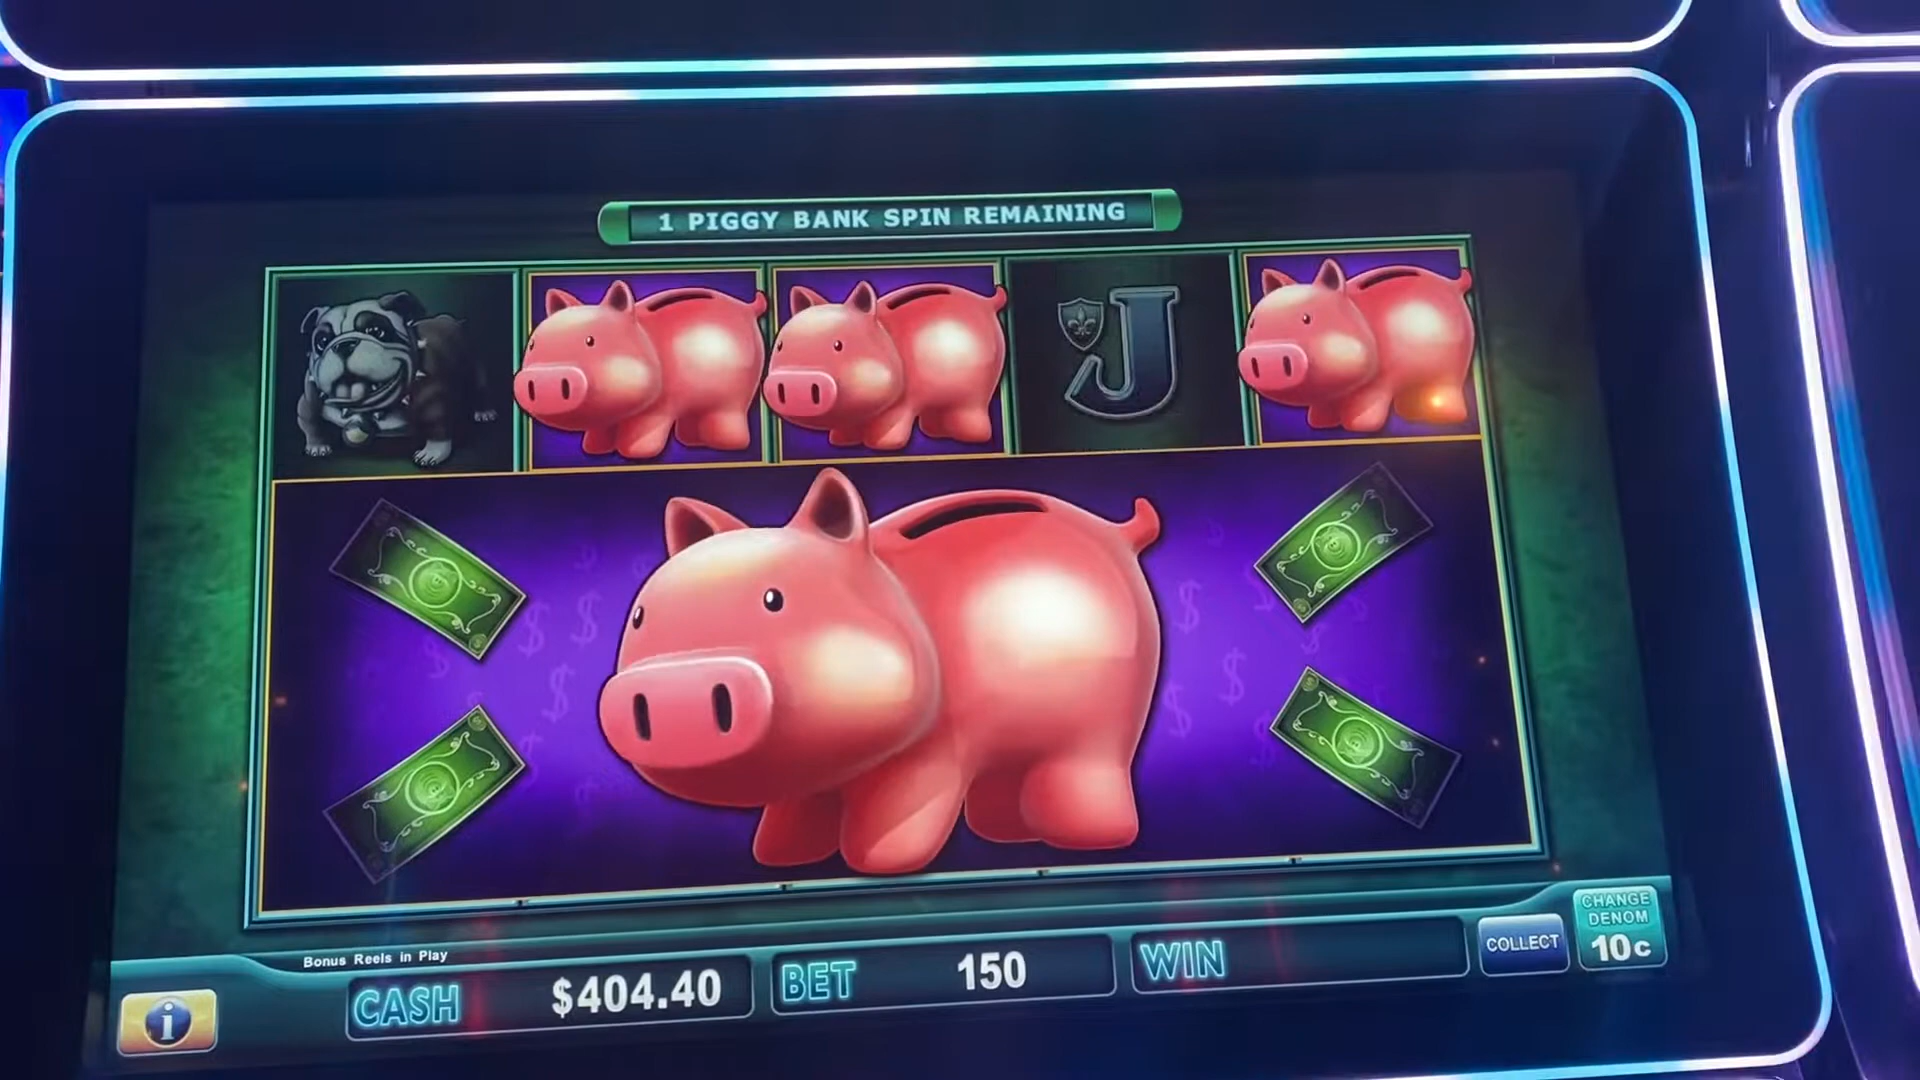 1 PIGGY BANK SPIN REMAINING
J
Bonus Reels in Play
CASH $404.40
BET 150
WIN
COLLECT
CHANGE
DENOM
10c
i